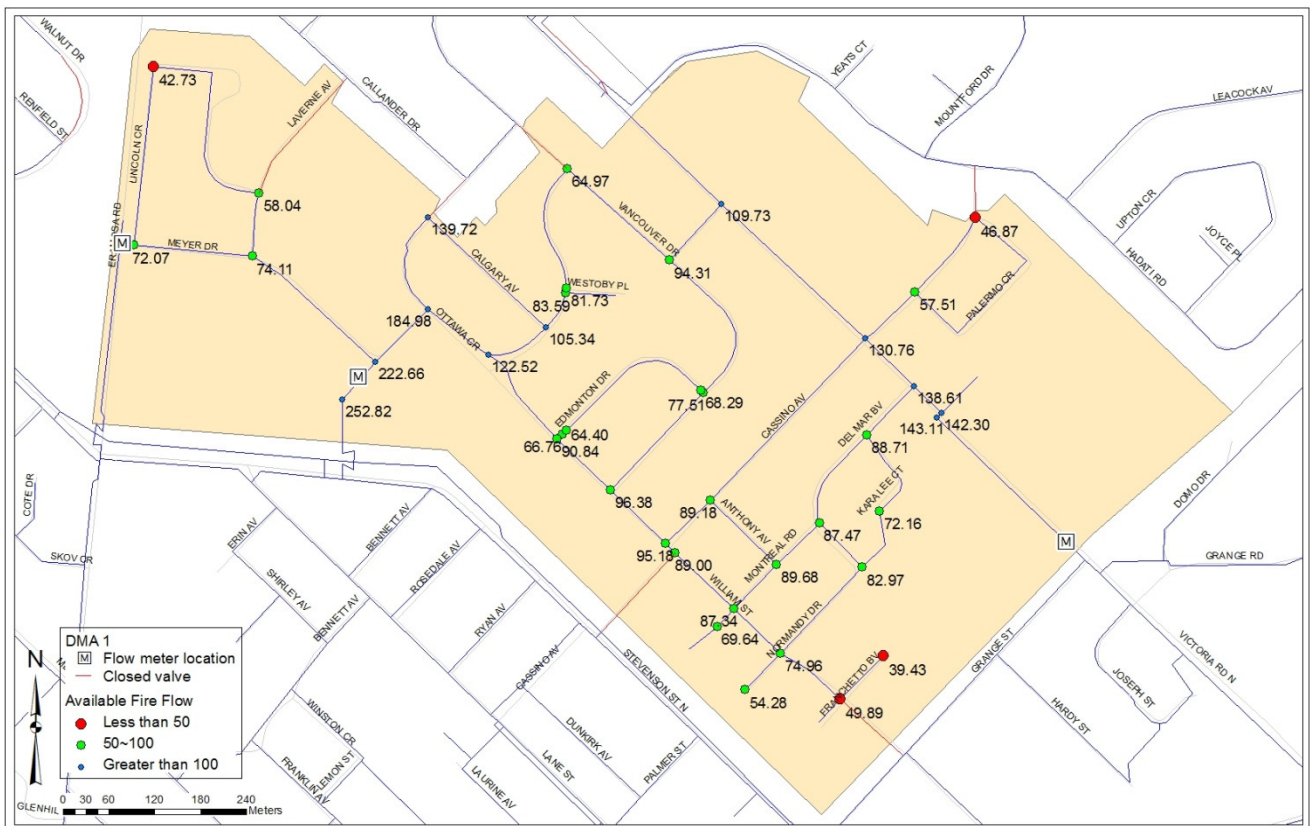 WALNUT DR
RENFIELD ST
LINCOLN CR
LAVERNE AV
CALLANDER DR
YEATS CT
MOUNTFORD DR
LEACOCK AV
42.73
58.04
64.97
VANCOUVER DR
109.73
46.87
UPTON CR
JOYCE PL
HADATI RD
M
MEYER DR
72.07
74.11
139.72
CALGARY AV
94.31
WESTOBY PL
83.59
81.73
57.51
PALERMO CR
184.98
OTTAWA CR
105.34
122.52
130.76
222.66
M
252.82
EDMONTON DR
77.51
68.29
CASSINO AV
138.61
143.11
142.30
DELMAR BV
88.71
66.76
64.40
90.84
96.38
KARA LEE CT
72.16
89.18
ANTHONY AV
MONTREAL RD
87.47
M
DOMO DR
GRANGE RD
COTE DR
SKOV CR
ERIN AV
BENNETT AV
ROSEDALE AV
SHIRLEY AV
BENNETT AV
RYAN AV
95.18
89.00
89.68
82.97
WILLIAM ST
87.34
69.64
NORMANDY DR
74.96
39.43
54.28
49.89
GRANGE ST
VICTORIA RD N
JOSEPH ST
HARDY ST
STEVENSON ST N
CASSINO AV
DUNKIRK AV
PALMER ST
LANE ST
LAURINE AV
WINSTON CR
LEMON ST
FRANKLIN AV
GLENHIL
N
DMA 1
M Flow meter location
Closed valve
Available Fire Flow
Less than 50
50~100
Greater than 100
0 30 60 120 180 240
Meters